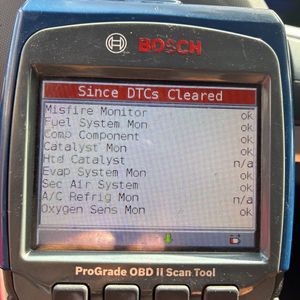 BOSCH
Since DTCs Cleared
Misfire Monitor ok
Fuel System Mon ok
Comp Component ok
Catalyst Mon ok
Htd Catalyst n/a
Evap System Mon ok
Sec Air System ok
A/C Refrig Mon n/a
Oxygen Sens Mon ok
ProGrade OBD II Scan Tool